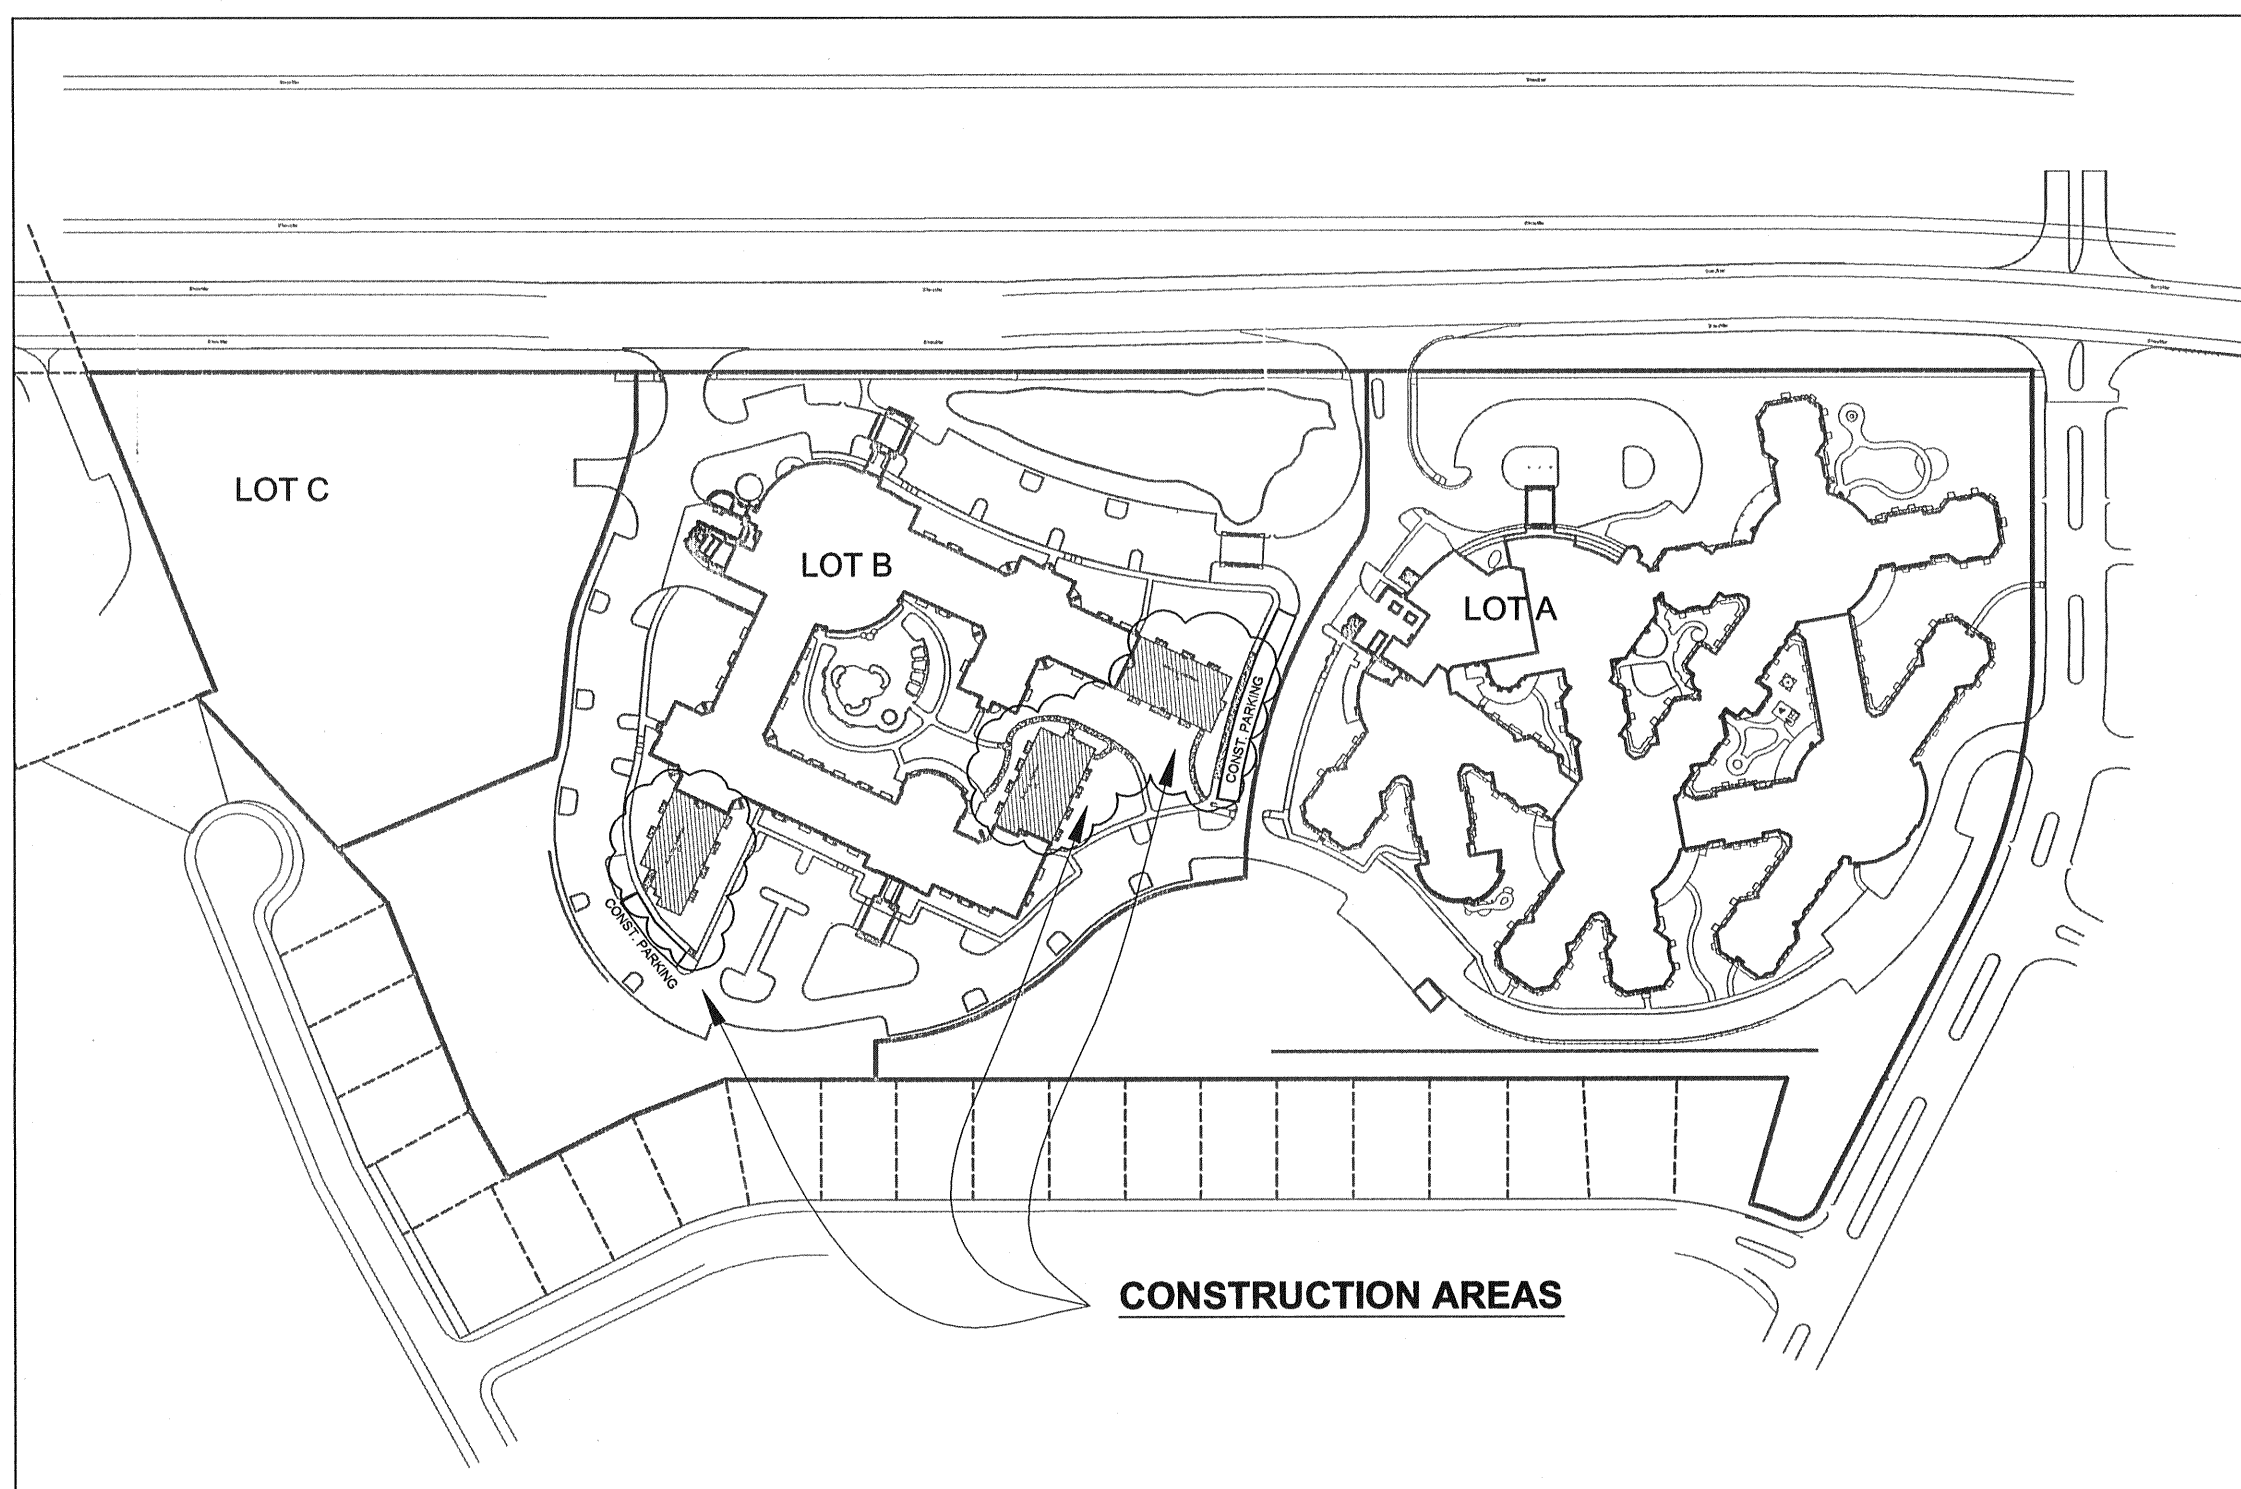 LOT C
LOT B
LOT A
CONST. PARKING
CONST. PARKING
CONSTRUCTION AREAS